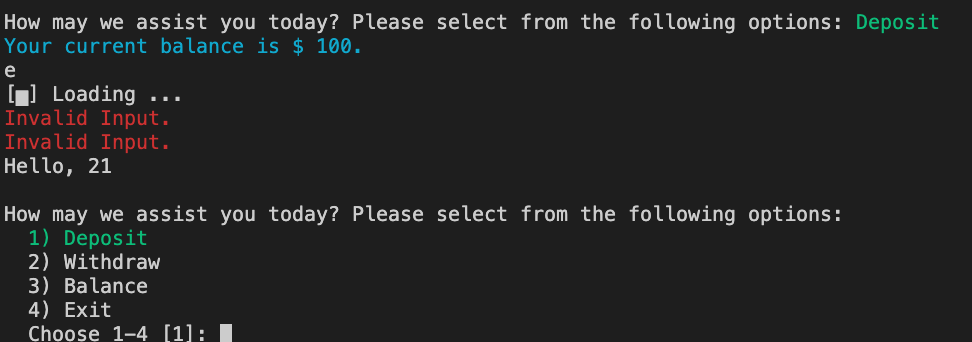 How may we assist you today? Please select from the following options: Deposit
Your current balance is $ 100.
e
[■] Loading ...
Invalid Input.
Invalid Input.
Hello, 21
How may we assist you today? Please select from the following options:
1) Deposit
2) Withdraw
3) Balance
4) Exit
Choose 1-4 [1]: